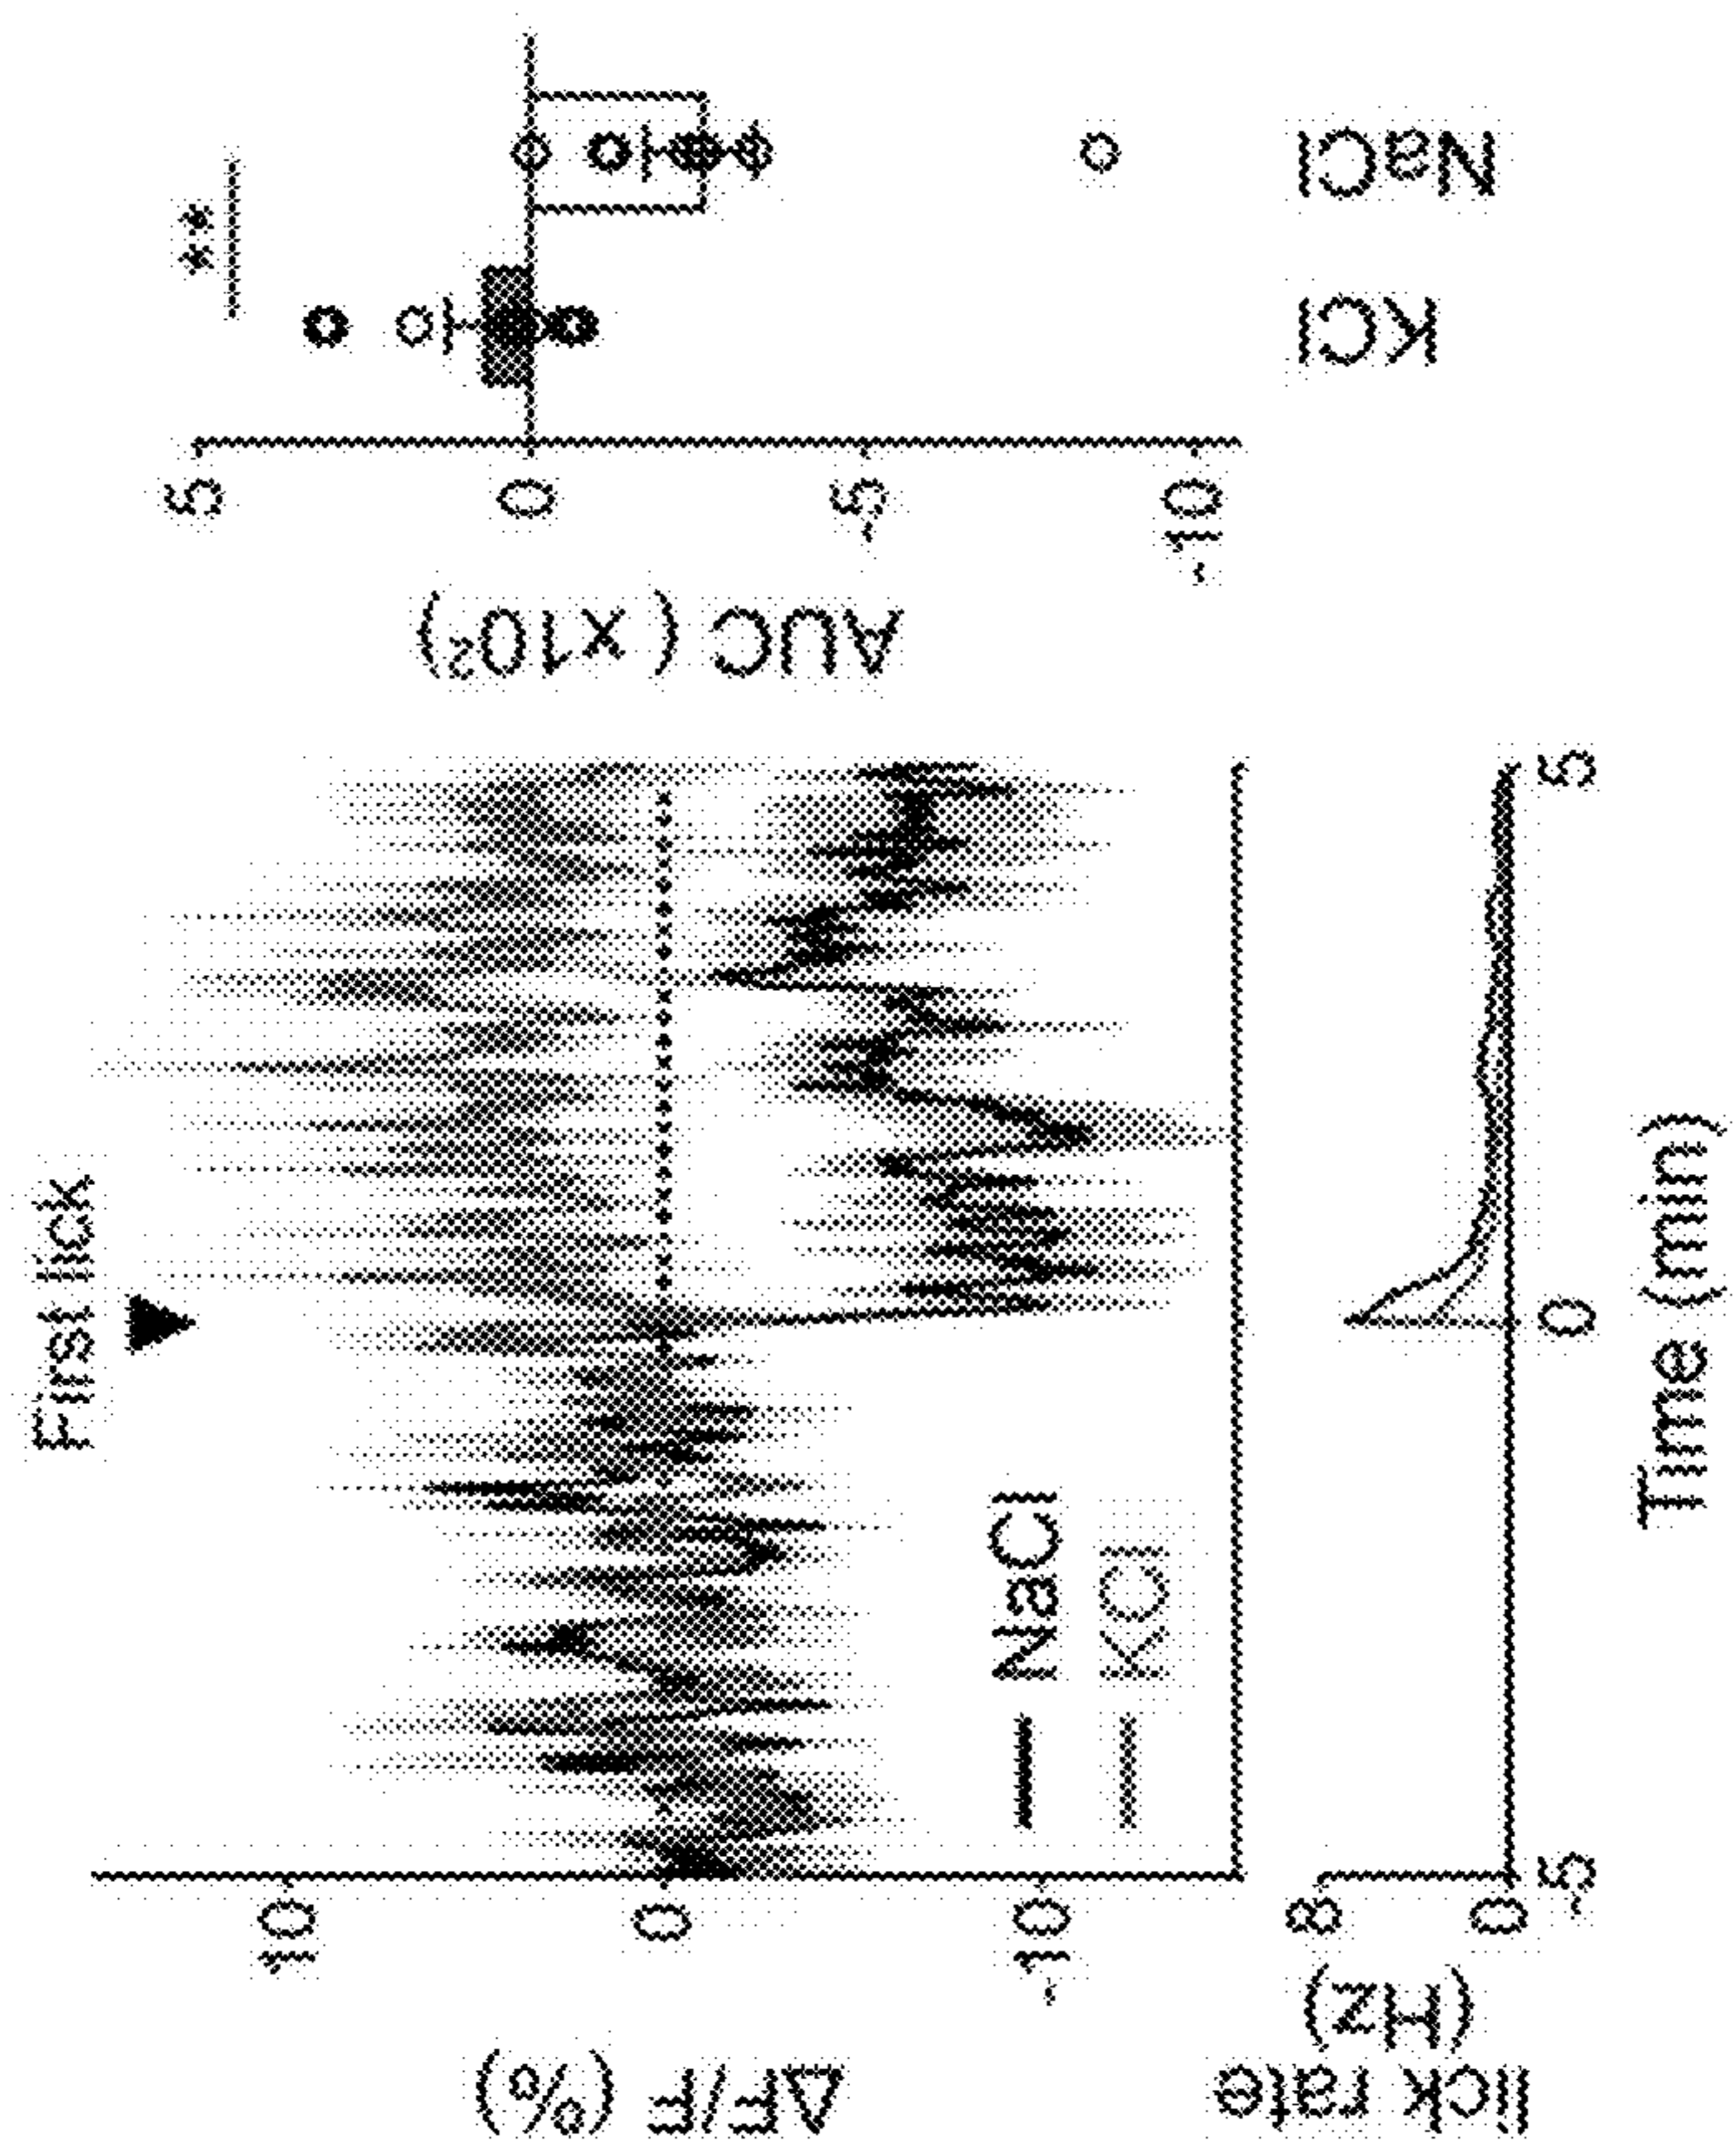 First lick
ΔF/F (%)
10
0
-10
NaCl
KCl
lick rate
(Hz)
8
0
-5
0
5
Time (min)
**
AUC (x10²)
5
0
-5
-10
KCl
NaCl